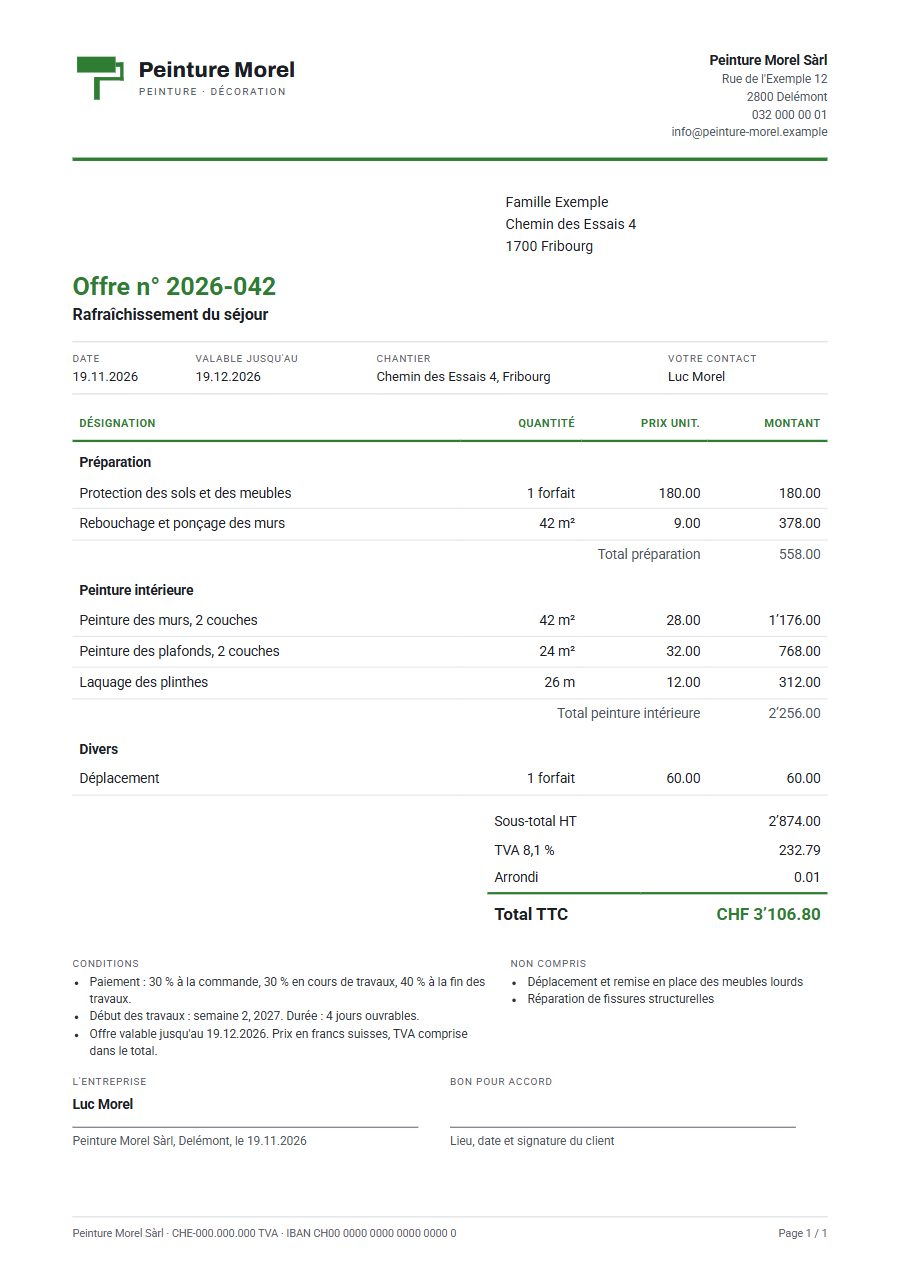 Peinture Morel
PEINTURE · DÉCORATION
Peinture Morel Sàrl
Rue de l'Exemple 12
2800 Delémont
032 000 00 01
info@peinture-morel.example
Famille Exemple
Chemin des Essais 4
1700 Fribourg
Offre n° 2026-042
Rafraîchissement du séjour
DATE VALABLE JUSQU'AU CHANTIER VOTRE CONTACT
19.11.2026 19.12.2026 Chemin des Essais 4, Fribourg Luc Morel
DÉSIGNATION QUANTITÉ PRIX UNIT. MONTANT
Préparation
Protection des sols et des meubles 1 forfait 180.00 180.00
Rebouchage et ponçage des murs 42 m² 9.00 378.00
Total préparation 558.00
Peinture intérieure
Peinture des murs, 2 couches 42 m² 28.00 1’176.00
Peinture des plafonds, 2 couches 24 m² 32.00 768.00
Laquage des plinthes 26 m 12.00 312.00
Total peinture intérieure 2’256.00
Divers
Déplacement 1 forfait 60.00 60.00
Sous-total HT 2’874.00
TVA 8,1 % 232.79
Arrondi 0.01
Total TTC CHF 3’106.80
CONDITIONS
• Paiement : 30 % à la commande, 30 % en cours de travaux, 40 % à la fin des
travaux.
• Début des travaux : semaine 2, 2027. Durée : 4 jours ouvrables.
• Offre valable jusqu'au 19.12.2026. Prix en francs suisses, TVA comprise
dans le total.
NON COMPRIS
• Déplacement et remise en place des meubles lourds
• Réparation de fissures structurelles
L'ENTREPRISE
Luc Morel
Peinture Morel Sàrl, Delémont, le 19.11.2026
BON POUR ACCORD
Lieu, date et signature du client
Peinture Morel Sàrl · CHE-000.000.000 TVA · IBAN CH00 0000 0000 0000 0000 0 Page 1 / 1